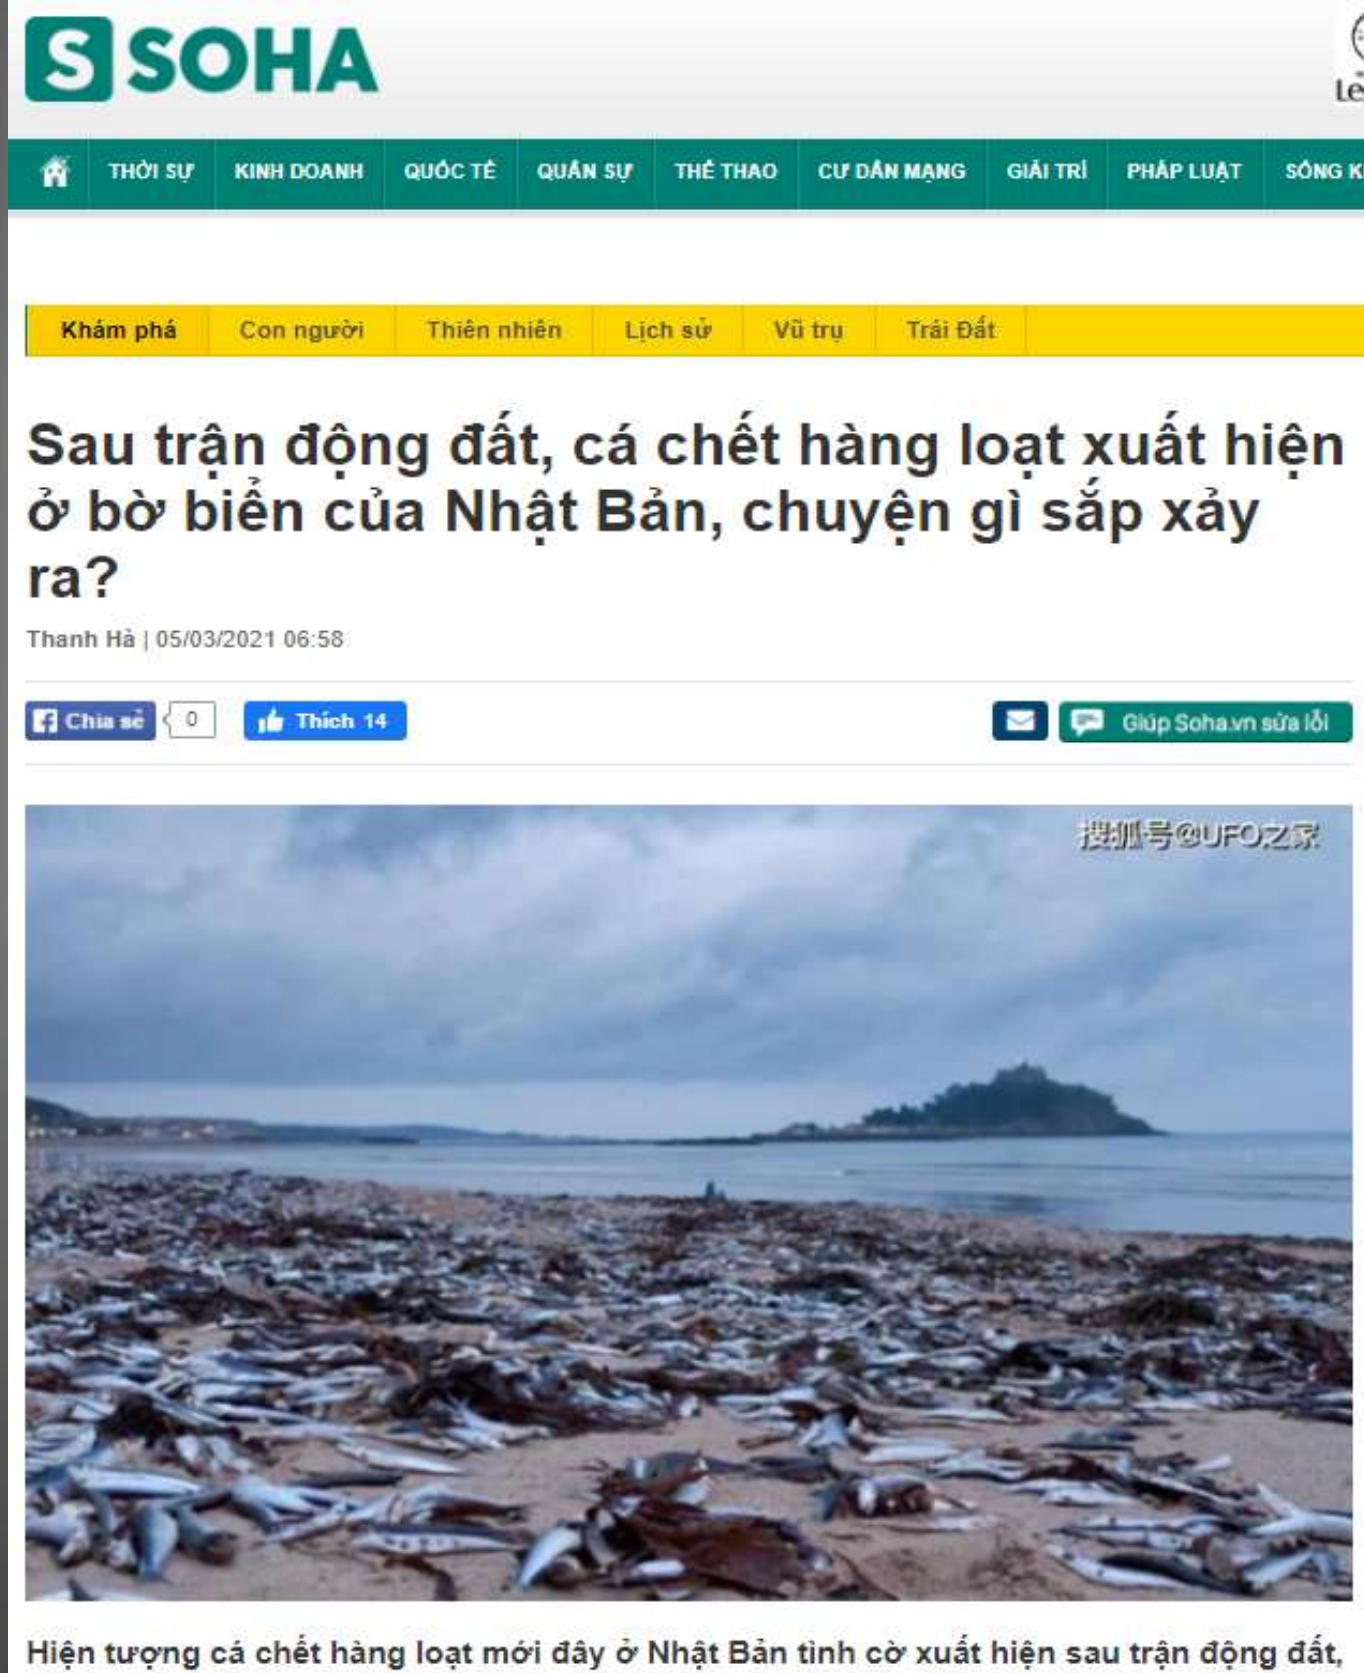 S SOHA
Le
THỜI SỰ KINH DOANH QUỐC TẾ QUÂN SỰ THỂ THAO CƯ DÂN MẠNG GIẢI TRÍ PHÁP LUẬT SỐNG K
Khám phá Con người Thiên nhiên Lịch sử Vũ trụ Trái Đất
Sau trận động đất, cá chết hàng loạt xuất hiện
ở bờ biển của Nhật Bản, chuyện gì sắp xảy
ra?
Thanh Hà | 05/03/2021 06:58
Chia sẻ 0 Thích 14 Giúp Soha.vn sửa lỗi
搜狐号@UFO之家
Hiện tượng cá chết hàng loạt mới đây ở Nhật Bản tình cờ xuất hiện sau trận động đất,